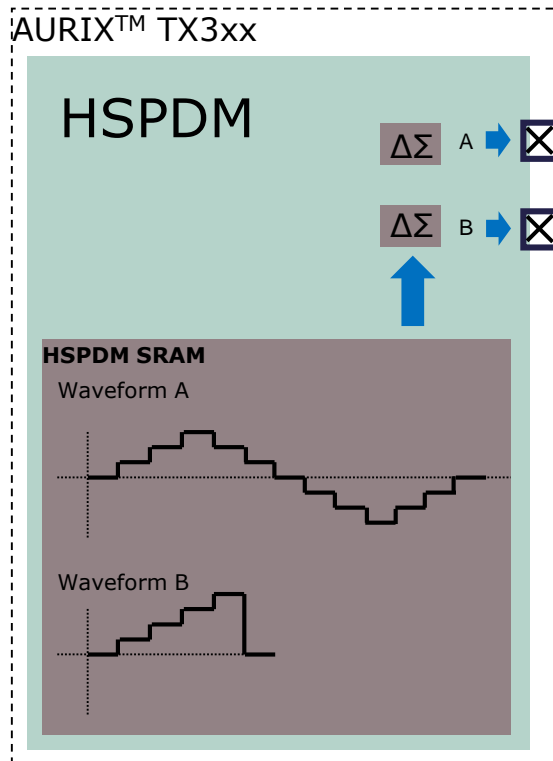 AURIX™ TX3xx
HSPDM
ΔΣ A
ΔΣ B
HSPDM SRAM
Waveform A
Waveform B